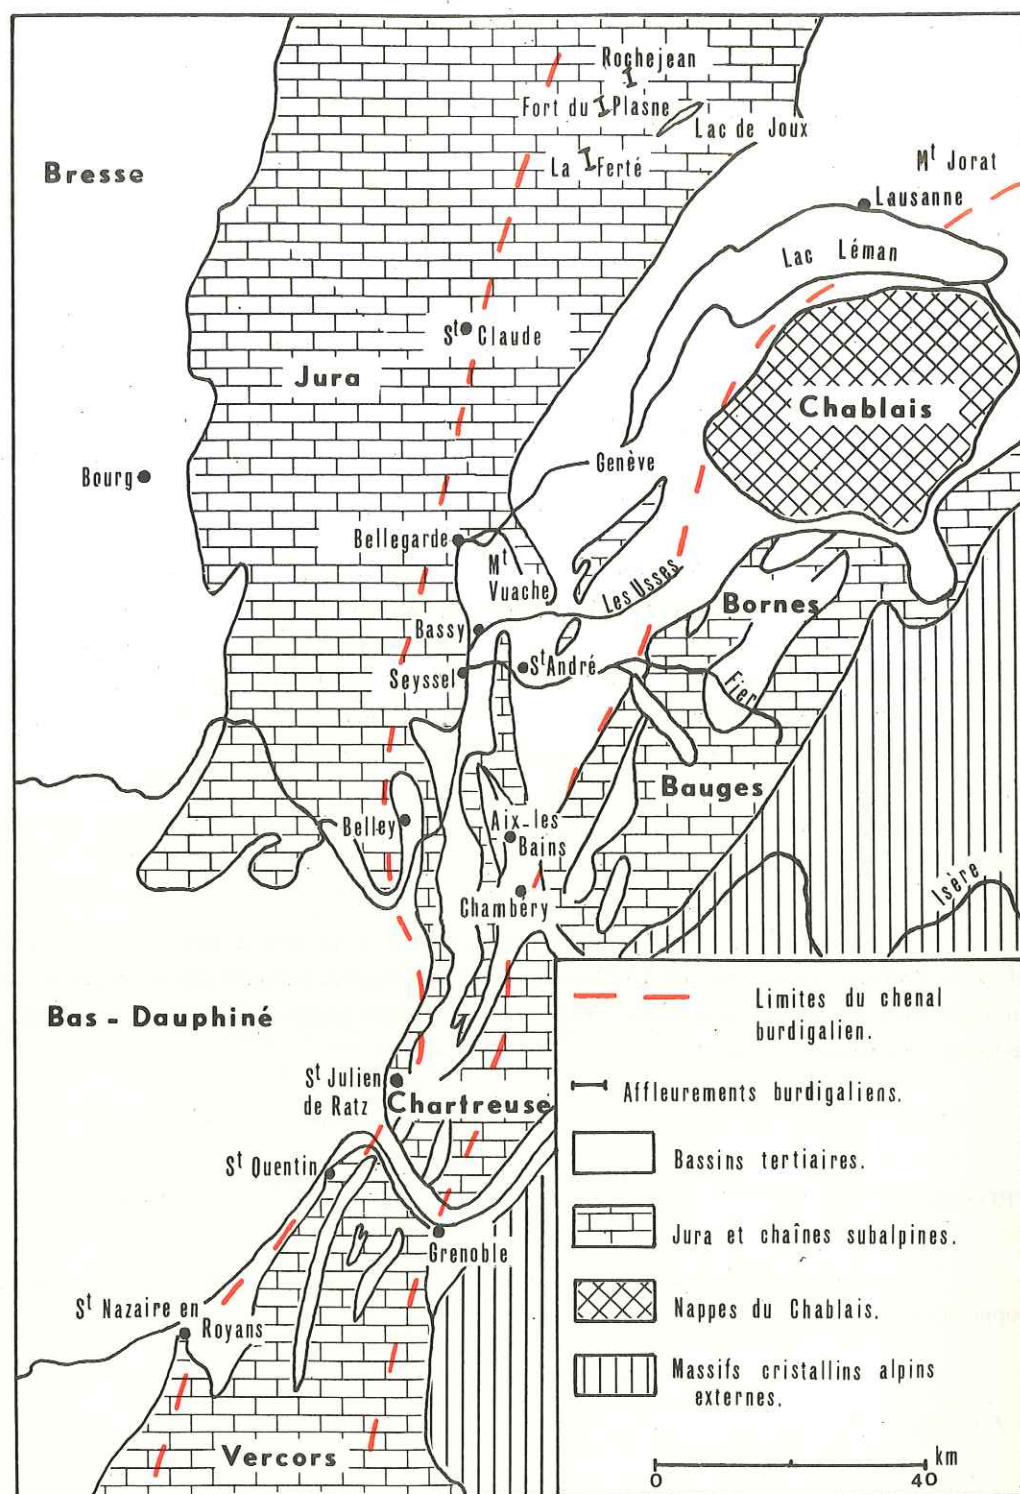 Rochejean
Fort du Plasne
Lac de Joux
La Ferté
Bresse
Mt Jorat
Lausanne
Lac Léman
St Claude
Jura
Chablais
Bourg
Genève
Bellegarde
Mt
Vuache
Les Usses
Bornes
Bassy
St André
Seyssel
Fier
Bauges
Belley
Aix-les
Bains
Isère
Chambéry
Bas-Dauphiné
St Julien
de Ratz
Chartreuse
St Quentin
Grenoble
St Nazaire en
Royans
Vercors
Limites du chenal
burdigalien.
Affleurements burdigaliens.
Bassins tertiaires.
Jura et chaînes subalpines.
Nappes du Chablais.
Massifs cristallins alpins
externes.
km
0 40